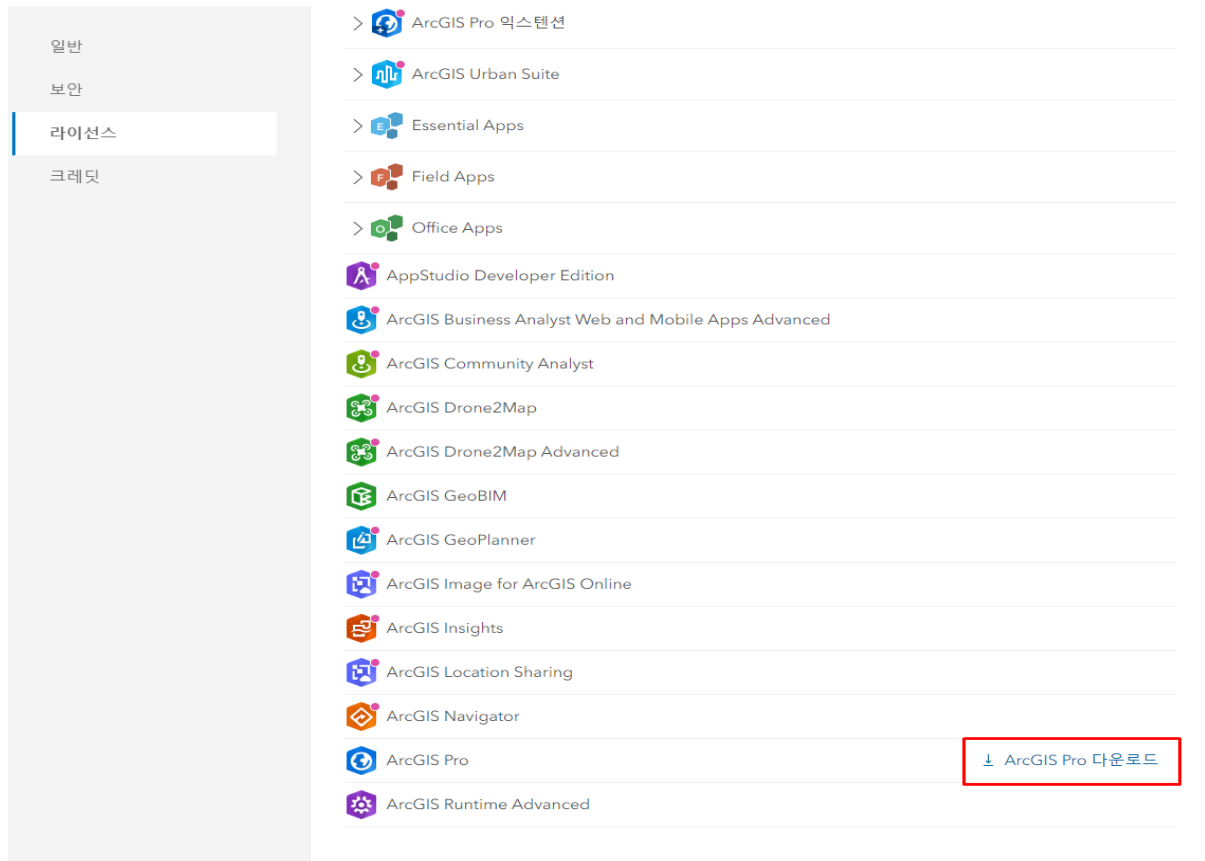 일반
보안
라이선스
크레딧
ArcGIS Pro 익스텐션
ArcGIS Urban Suite
E Essential Apps
F Field Apps
O Office Apps
AppStudio Developer Edition
ArcGIS Business Analyst Web and Mobile Apps Advanced
ArcGIS Community Analyst
ArcGIS Drone2Map
ArcGIS Drone2Map Advanced
ArcGIS GeoBIM
ArcGIS GeoPlanner
ArcGIS Image for ArcGIS Online
ArcGIS Insights
ArcGIS Location Sharing
ArcGIS Navigator
ArcGIS Pro ArcGIS Pro 다운로드
ArcGIS Runtime Advanced